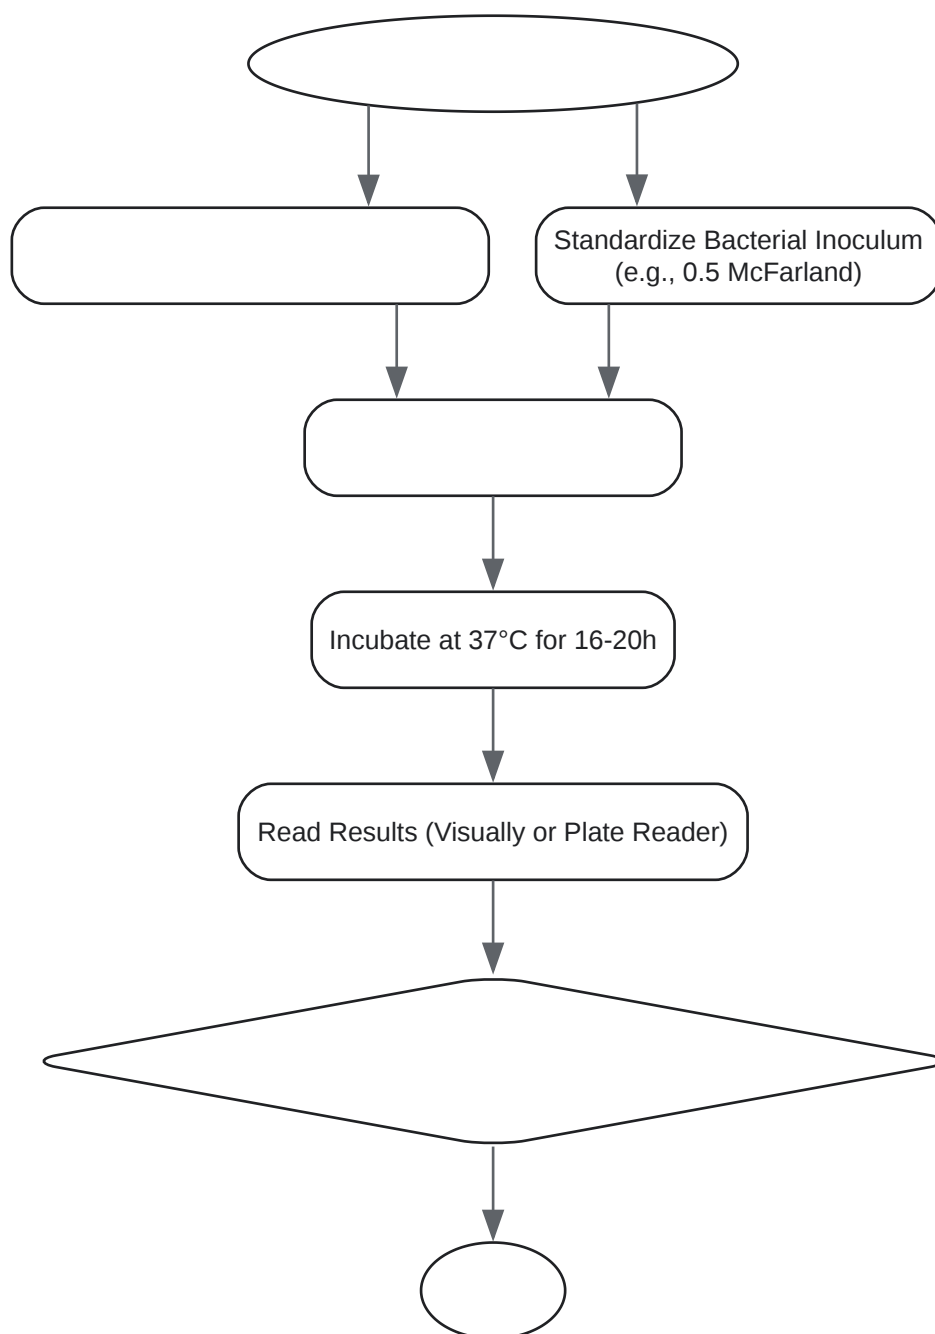 Standardize Bacterial Inoculum
(e.g., 0.5 McFarland)
Incubate at 37°C for 16-20h
Read Results (Visually or Plate Reader)